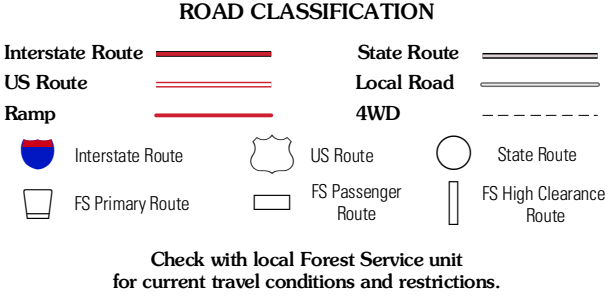 ROAD CLASSIFICATION
Interstate Route
State Route
US Route
Local Road
Ramp
4WD
Interstate Route
US Route
State Route
FS Primary Route
FS Passenger
Route
FS High Clearance
Route
Check with local Forest Service unit
for current travel conditions and restrictions.